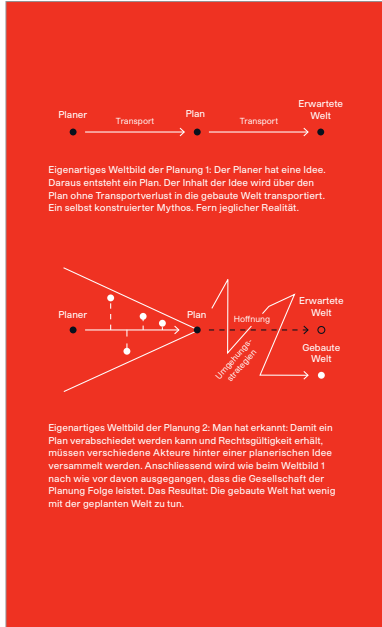 Planer
Plan
Erwartete
Welt
Transport
Transport
Eigenartiges Weltbild der Planung 1: Der Planer hat eine Idee.
Daraus entsteht ein Plan. Der Inhalt der Idee wird über den
Plan ohne Transportverlust in die gebaute Welt transportiert.
Ein selbst konstruierter Mythos. Fern jeglicher Realität.
Planer
Plan
Hoffnung
Umgehungs-
strategien
Erwartete
Welt
Gebaute
Welt
Eigenartiges Weltbild der Planung 2: Man hat erkannt: Damit ein
Plan verabschiedet werden kann und Rechtsgültigkeit erhält,
müssen verschiedene Akteure hinter einer planerischen Idee
versammelt werden. Anschliessend wird wie beim Weltbild 1
nach wie vor davon ausgegangen, dass die Gesellschaft der
Planung Folge leistet. Das Resultat: Die gebaute Welt hat wenig
mit der geplanten Welt zu tun.